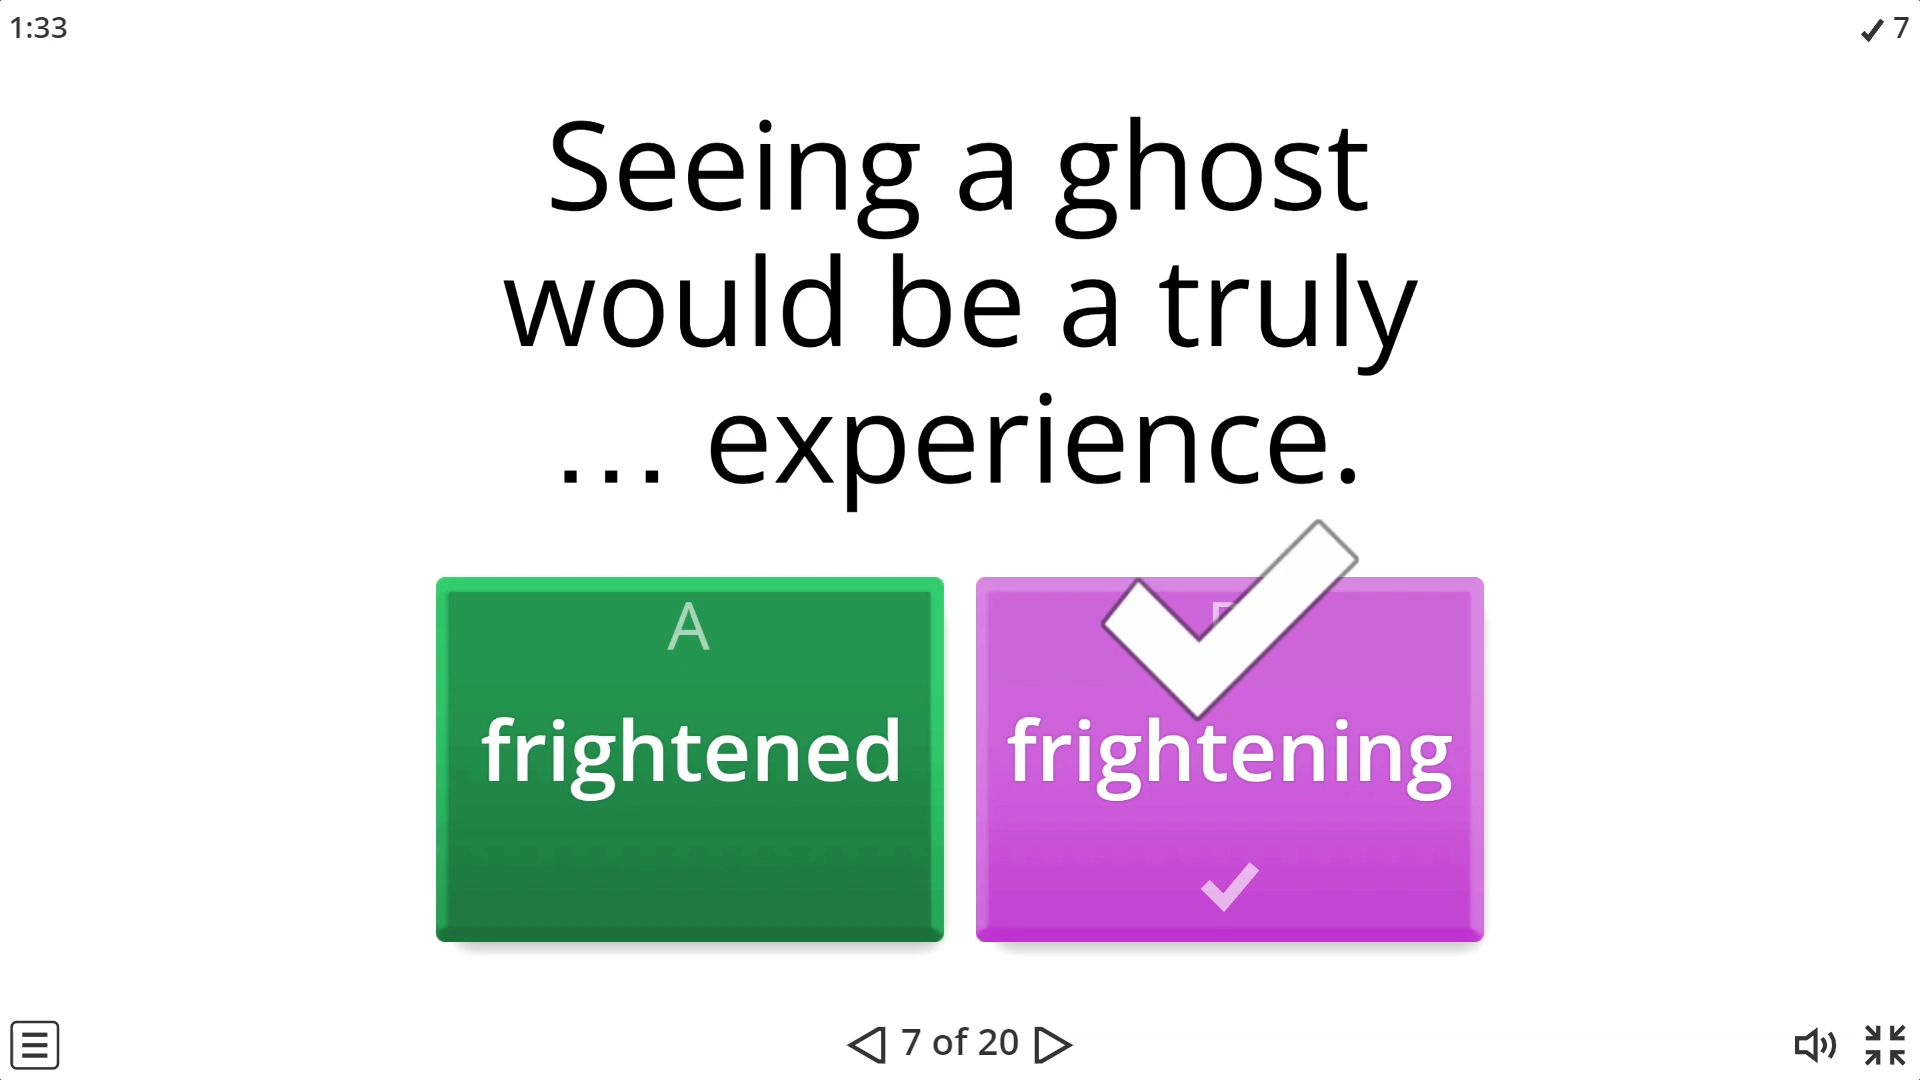 1:33
7
Seeing a ghost
would be a truly
... experience.
A
frightened
frightening
7 of 20